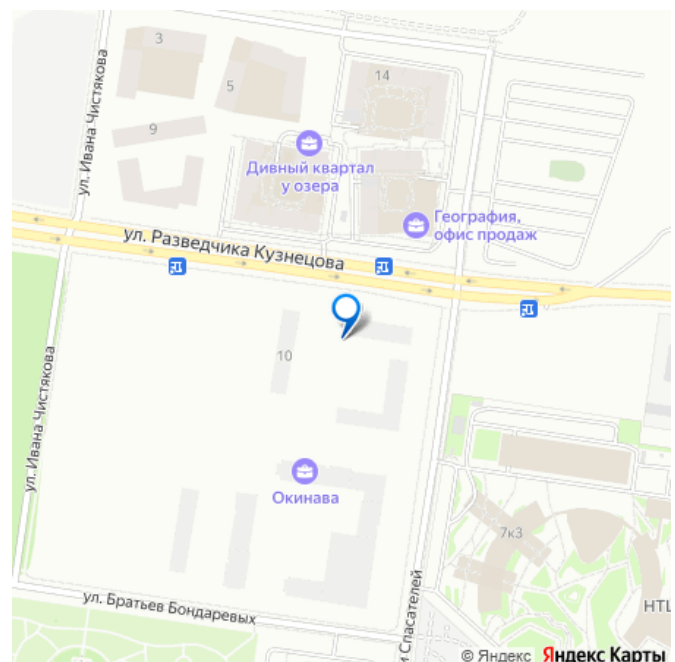 3
14
5
9
ул. Ивана Чистякова
Дивный квартал
у озера
География,
офис продаж
ул. Разведчика Кузнецова
10
ул. Ивана Чистякова
Окинава
7к3
ул. Братьев Бондаревых
и Спасателей
НТЦ
© Яндекс Яндекс Карты